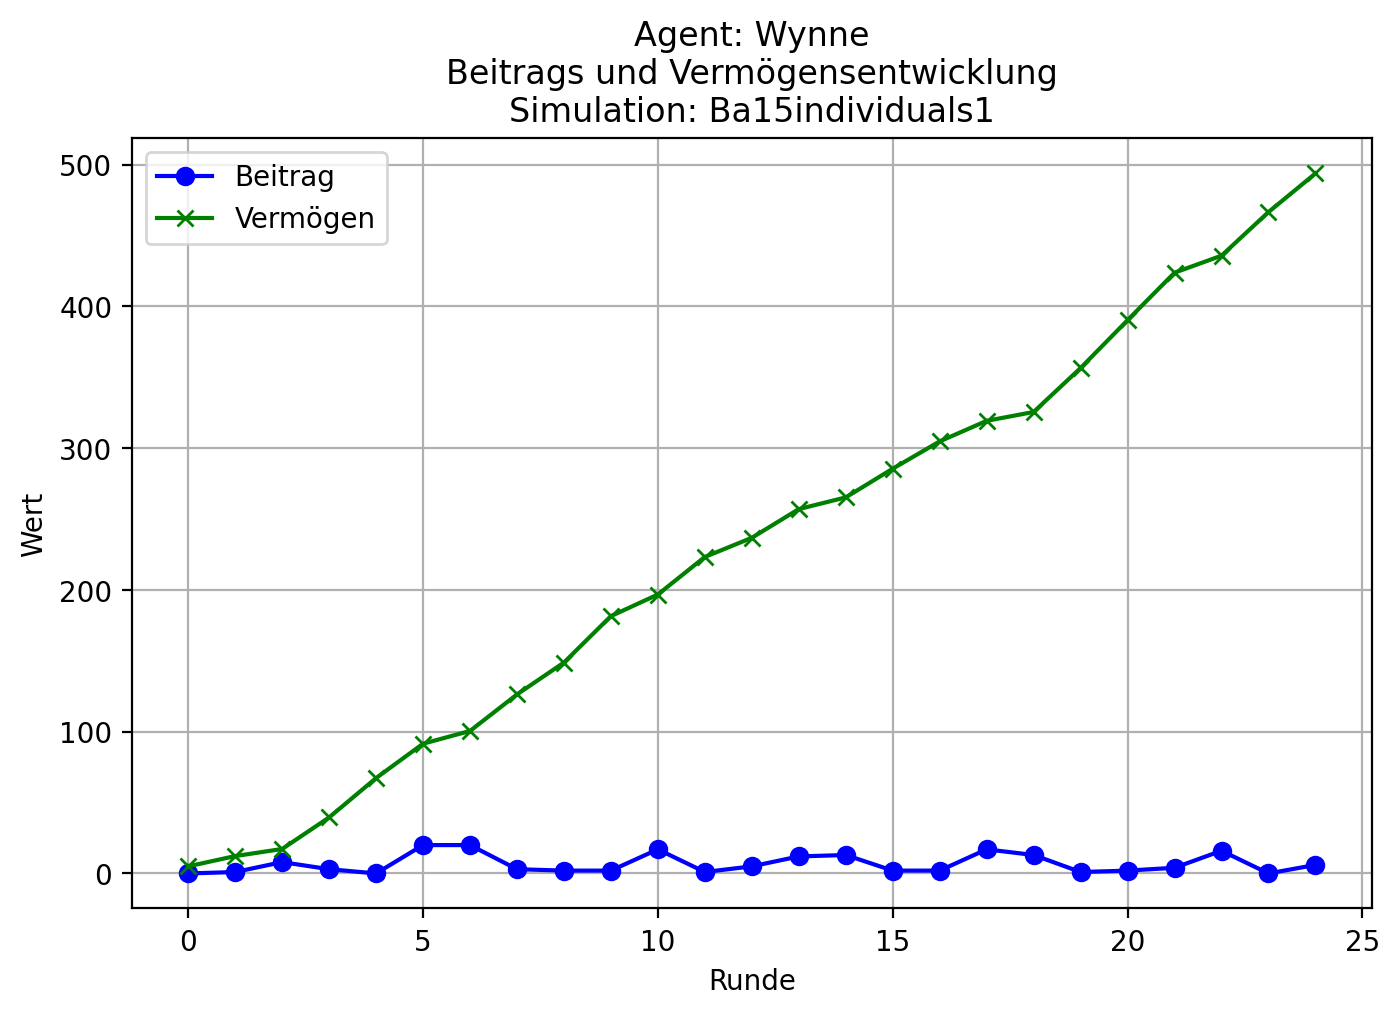 Agent: Wynne
Beitrags und Vermögensentwicklung
Simulation: Ba15individuals1
Beitrag
Vermögen
500
400
300
200
100
0
Wert
0 5 10 15 20 25
Runde